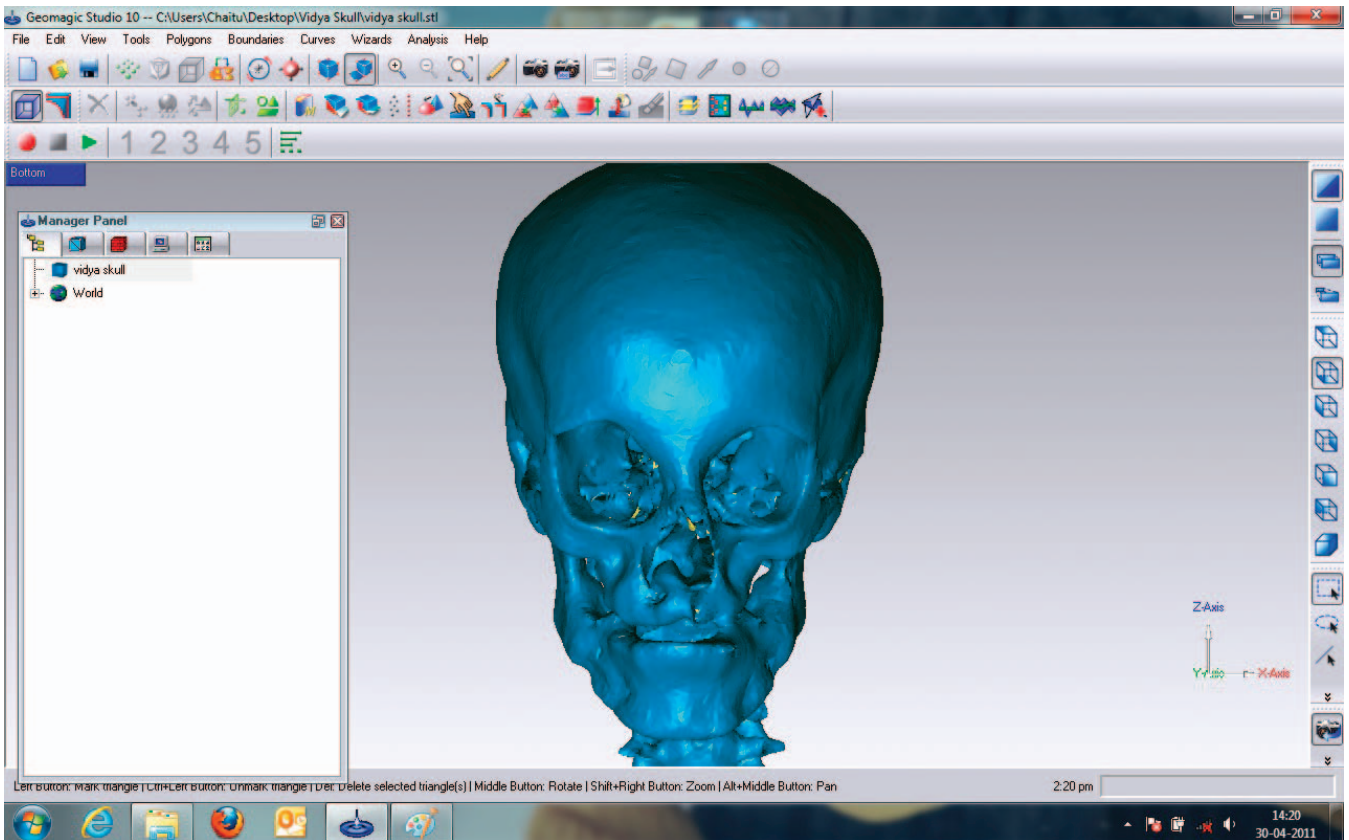 Geomagic Studio 10 -- C:\Users\Chaitu\Desktop\Vidya Skull\vidya skull.stl
File Edit View Tools Polygons Boundaries Curves Wizards Analysis Help
1 2 3 4 5
Bottom
Manager Panel
vidya skull
World
Z-Axis
X-Axis
Left Button: Mark triangle | Ctrl+Left Button: Unmark triangle | Del: Delete selected triangle(s) | Middle Button: Rotate | Shift+Right Button: Zoom | Alt+Middle Button: Pan
2:20 pm
14:20
30-04-2011